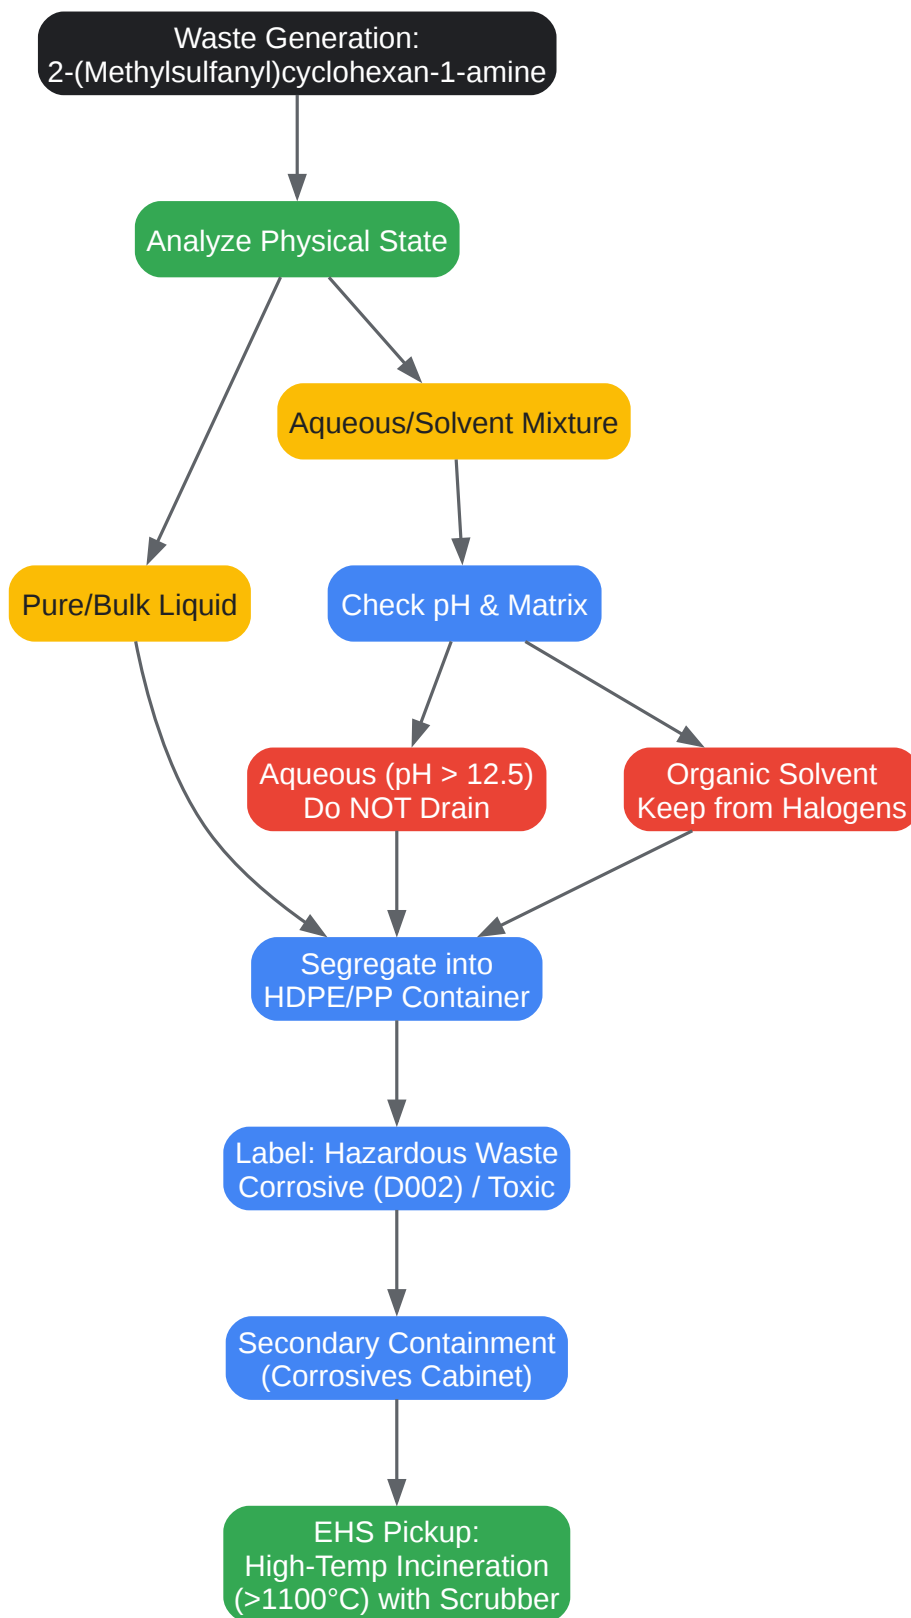 Waste Generation:
2-(Methylsulfanyl)cyclohexan-1-amine
Analyze Physical State
Aqueous/Solvent Mixture
Pure/Bulk Liquid
Check pH & Matrix
Aqueous (pH > 12.5)
Do NOT Drain
Organic Solvent
Keep from Halogens
Segregate into
HDPE/PP Container
Label: Hazardous Waste
Corrosive (D002) / Toxic
Secondary Containment
(Corrosives Cabinet)
EHS Pickup:
High-Temp Incineration
(>1100°C) with Scrubber